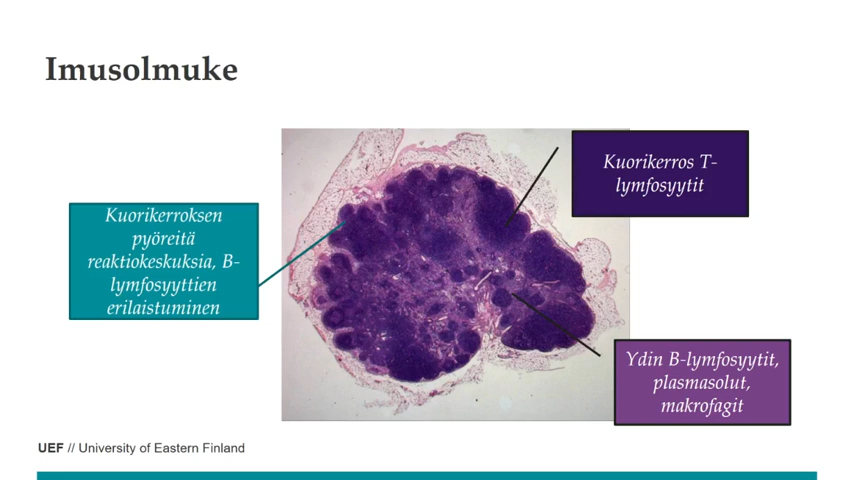 Imusolmuke
Kuorikerros T-
lymfosyytit
Kuorikerroksen
pyöreitä
reaktiokeskuksia, B-
lymfosyyttien
erilaistuminen
Ydin B-lymfosyytit,
plasmasolut,
makrofagit
UEF // University of Eastern Finland